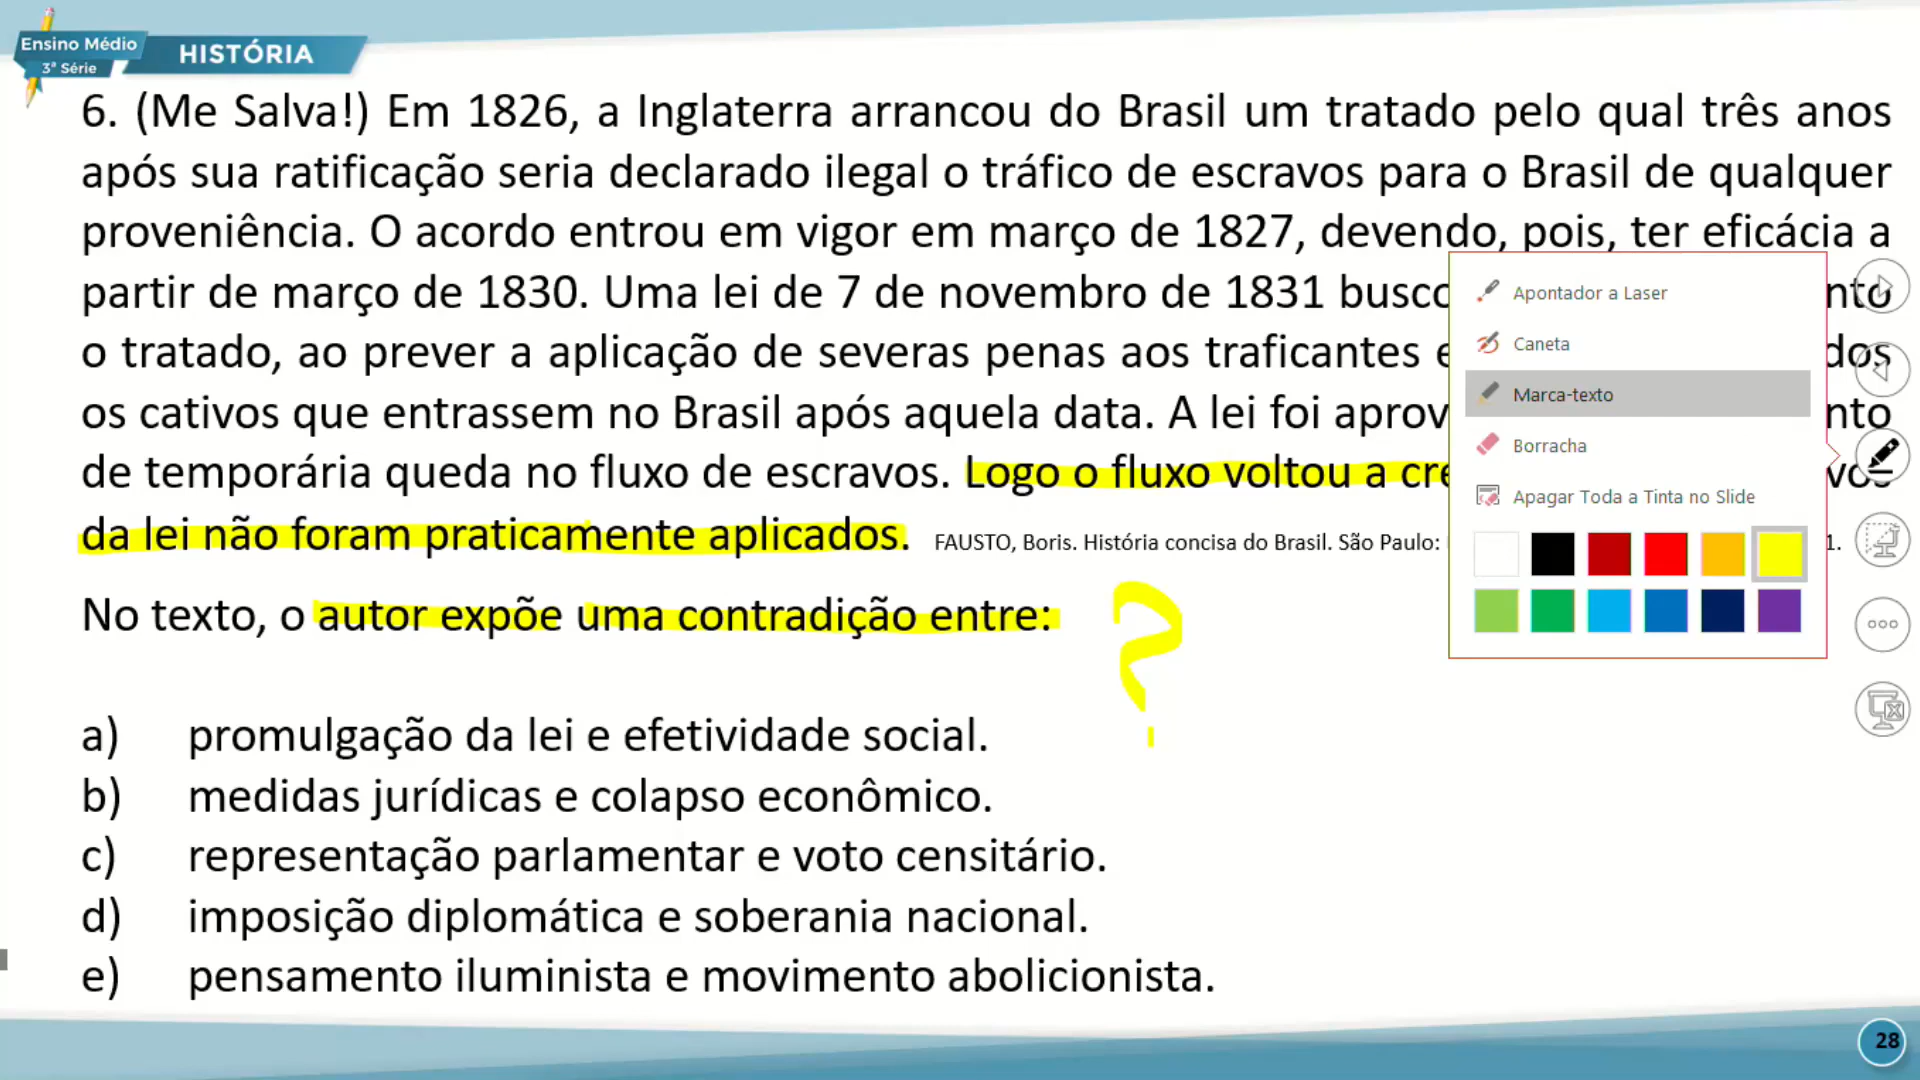 Ensino Médio
3ª Série
HISTÓRIA
6. (Me Salva!) Em 1826, a Inglaterra arrancou do Brasil um tratado pelo qual três anos
após sua ratificação seria declarado ilegal o tráfico de escravos para o Brasil de qualquer
proveniência. O acordo entrou em vigor em março de 1827, devendo, pois, ter eficácia a
partir de março de 1830. Uma lei de 7 de novembro de 1831
o tratado, ao prever a aplicação de severas penas aos traficantes
os cativos que entrassem no Brasil após aquela data. A lei foi
de temporária queda no fluxo de escravos. Logo o fluxo voltou a
da lei não foram praticamente aplicados. FAUSTO, Boris. História concisa do Brasil. São Paulo:
No texto, o autor expõe uma contradição entre: ?
a) promulgação da lei e efetividade social.
b) medidas jurídicas e colapso econômico.
c) representação parlamentar e voto censitário.
d) imposição diplomática e soberania nacional.
e) pensamento iluminista e movimento abolicionista.
Apontador a Laser
Caneta
Marca-texto
Borracha
Apagar Toda a Tinta no Slide
28